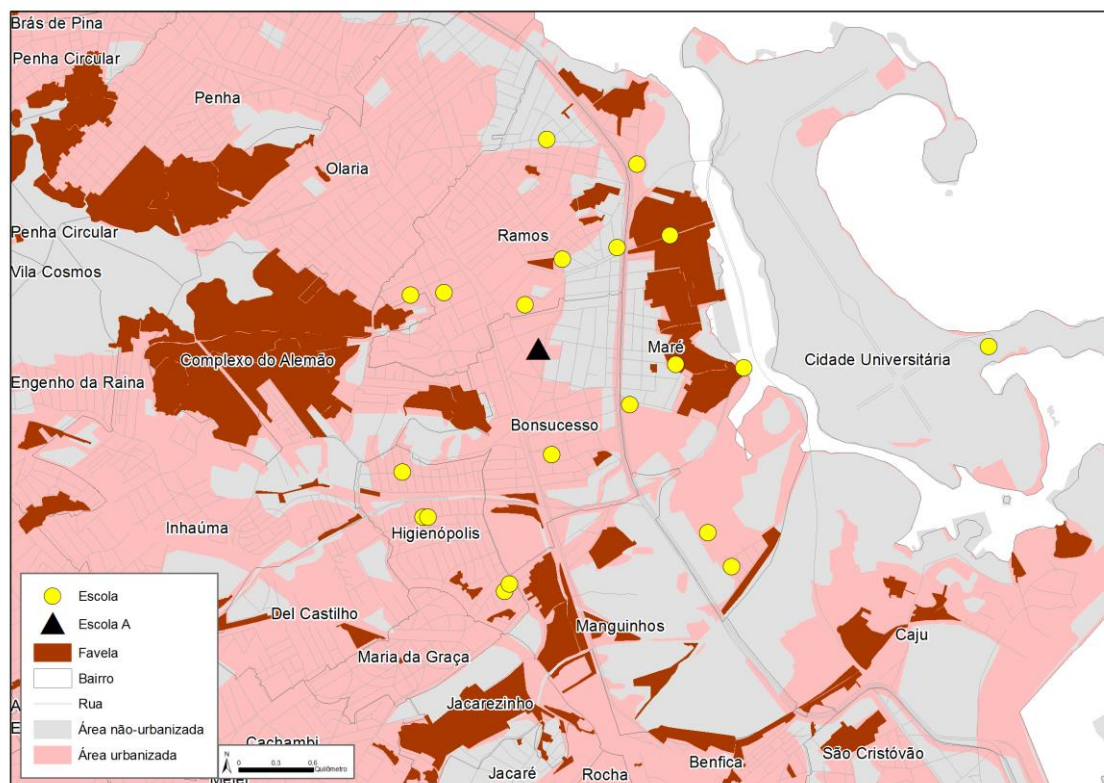 Brás de Pina
Penha Circular
Penha
Olaria
Penha Circular
Ramos
Vila Cosmos
Complexo do Alemão
Maré
Cidade Universitária
Engenho da Raina
Bonsucesso
Inhaúma
Higienópolis
Del Castilho
Manguinhos
Caju
Maria da Graça
Jacarezinho
Cachambi
São Cristóvão
Benfica
Jacaré
Rocha
Escola
Escola A
Favela
Bairro
Rua
Área não-urbanizada
Área urbanizada
N
0 0.6
Quilômetro